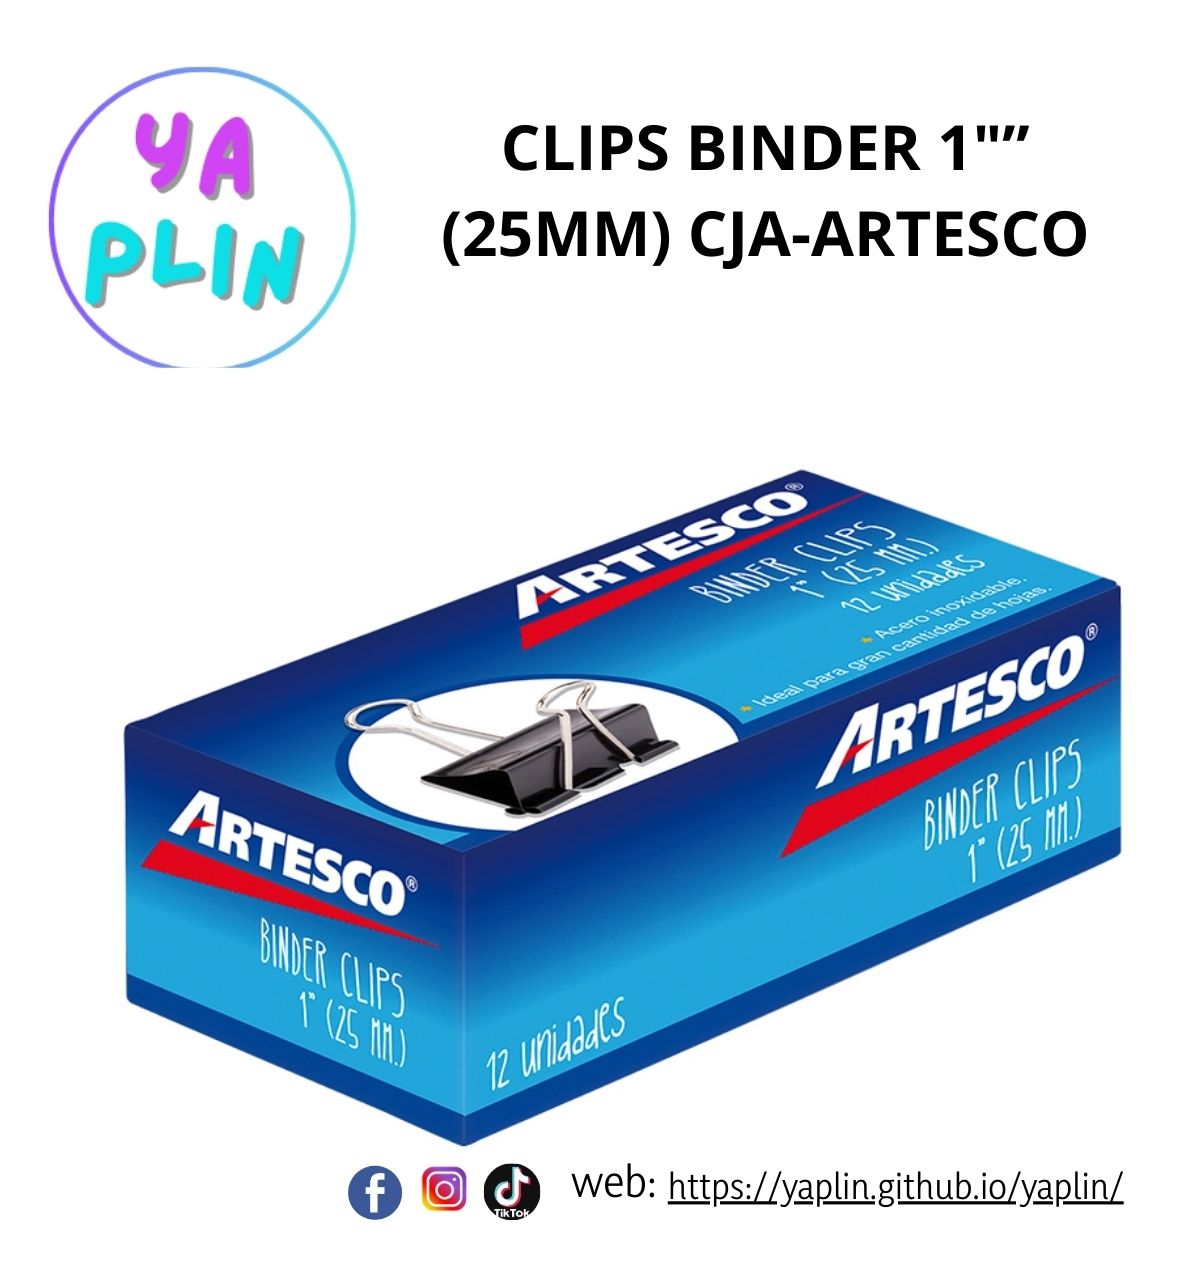 YA
PLIN
CLIPS BINDER 1"”
(25MM) CJA-ARTESCO
ARTESCO®
BINDER CLIPS
1" (25 MM.)
12 unidades
* Acero inoxidable.
* Ideal para gran cantidad de hojas.
ARTESCO®
BINDER CLIPS
1" (25 MM.)
ARTESCO®
BINDER CLIPS
1" (25 MM.)
12 unidades
TikTok
web: https://yaplin.github.io/yaplin/